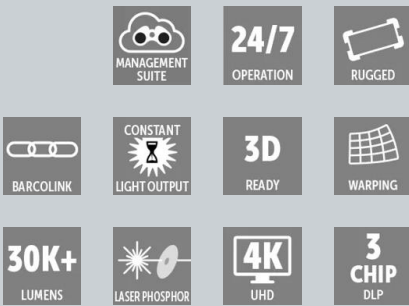 MANAGEMENT
SUITE
24/7
OPERATION
RUGGED
BARCOLINK
CONSTANT
LIGHT OUTPUT
3D
READY
WARPING
30K+
LUMENS
LASER PHOSPHOR
4K
UHD
3
CHIP
DLP